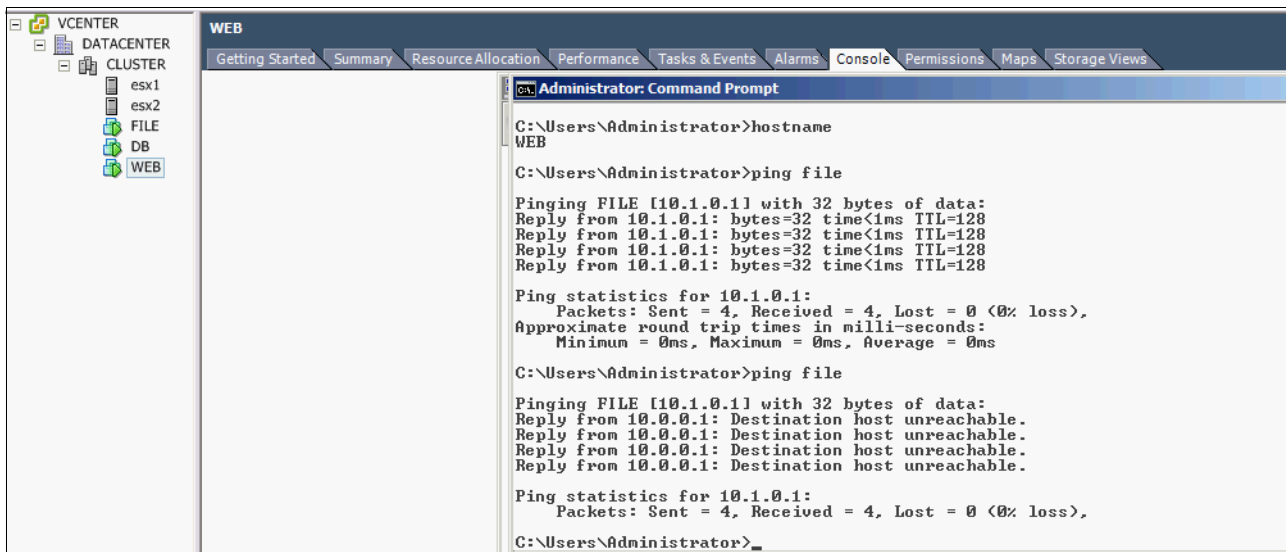 VCENTER
DATACENTER
CLUSTER
esx1
esx2
FILE
DB
WEB
WEB
Getting Started Summary Resource Allocation Performance Tasks & Events Alarms Console Permissions Maps Storage Views
Administrator: Command Prompt
C:\Users\Administrator>hostname
WEB
C:\Users\Administrator>ping file
Pinging FILE [10.1.0.1] with 32 bytes of data:
Reply from 10.1.0.1: bytes=32 time<1ms TTL=128
Reply from 10.1.0.1: bytes=32 time<1ms TTL=128
Reply from 10.1.0.1: bytes=32 time<1ms TTL=128
Reply from 10.1.0.1: bytes=32 time<1ms TTL=128
Ping statistics for 10.1.0.1:
Packets: Sent = 4, Received = 4, Lost = 0 (0% loss),
Approximate round trip times in milli-seconds:
Minimum = 0ms, Maximum = 0ms, Average = 0ms
C:\Users\Administrator>ping file
Pinging FILE [10.1.0.1] with 32 bytes of data:
Reply from 10.0.0.1: Destination host unreachable.
Reply from 10.0.0.1: Destination host unreachable.
Reply from 10.0.0.1: Destination host unreachable.
Reply from 10.0.0.1: Destination host unreachable.
Ping statistics for 10.1.0.1:
Packets: Sent = 4, Received = 4, Lost = 0 (0% loss),
C:\Users\Administrator>_